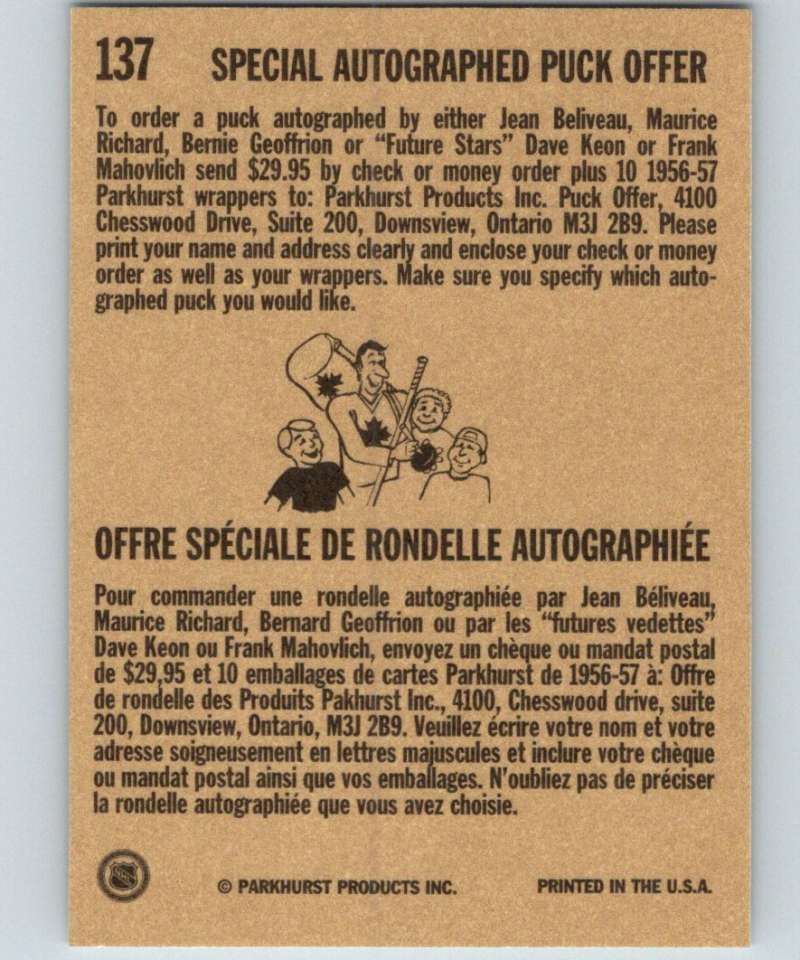 137 SPECIAL AUTOGRAPHED PUCK OFFER
To order a puck autographed by either Jean Beliveau, Maurice
Richard, Bernie Geoffrion or “Future Stars” Dave Keon or Frank
Mahovlich send $29.95 by check or money order plus 10 1956-57
Parkhurst wrappers to: Parkhurst Products Inc. Puck Offer, 4100
Chesswood Drive, Suite 200, Downsview, Ontario M3J 2B9. Please
print your name and address clearly and enclose your check or money
order as well as your wrappers. Make sure you specify which auto-
graphed puck you would like.
OFFRE SPÉCIALE DE RONDELLE AUTOGRAPHIÉE
Pour commander une rondelle autographiée par Jean Béliveau,
Maurice Richard, Bernard Geoffrion ou par les “futures vedettes”
Dave Keon ou Frank Mahovlich, envoyez un chèque ou mandat postal
de $29,95 et 10 emballages de cartes Parkhurst de 1956-57 à: Offre
de rondelle des Produits Pakhurst Inc., 4100, Chesswood drive, suite
200, Downsview, Ontario, M3J 2B9. Veuillez écrire votre nom et votre
adresse soigneusement en lettres majuscules et inclure votre chèque
ou mandat postal ainsi que vos emballages. N’oubliez pas de préciser
la rondelle autographiée que vous avez choisie.
© PARKHURST PRODUCTS INC. PRINTED IN THE U.S.A.